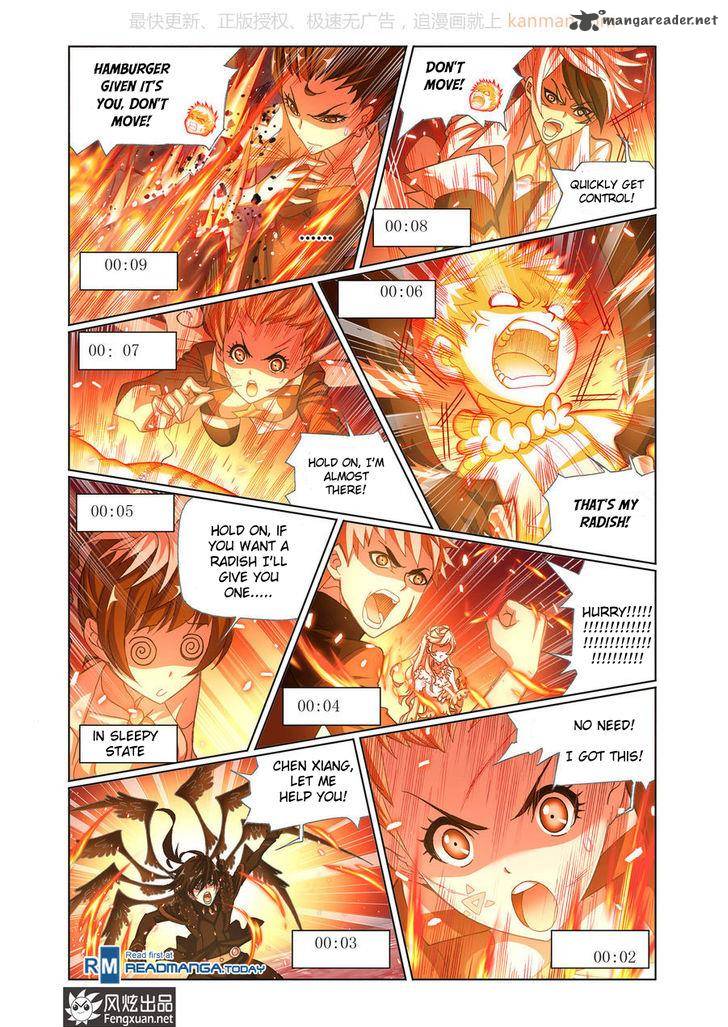 最快更新、正版授权、极速无广告，追漫画就上 kanman
mangareader.net
HAMBURGER
GIVEN IT'S
YOU, DON'T
MOVE!
......
00:09
DON'T
MOVE!
QUICKLY GET
CONTROL!
00:08
00: 07
HOLD ON, I'M
ALMOST
THERE!
00:06
THAT'S MY
RADISH!
00:05
HOLD ON, IF
YOU WANT A
RADISH I'LL
GIVE YOU
ONE.....
IN SLEEPY
STATE
HURRY!!!!!!
!!!!!!!!!!!!!!
!!!!!!!!!!!!!!
!!!!!!!!!!!
00:04
CHEN XIANG,
LET ME
HELP YOU!
00:03
NO NEED!
I GOT THIS!
00:02
RM Read first at
READMANGA.TODAY
风炫出品
Fengxuan.net